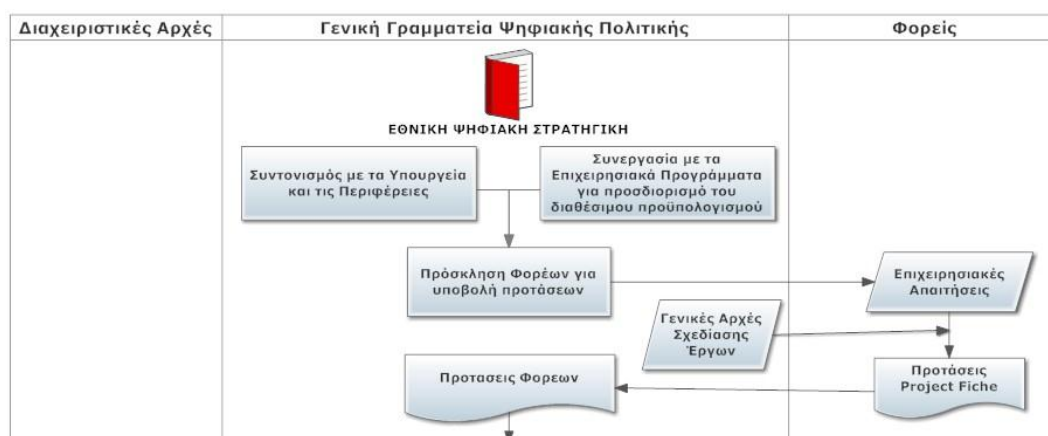 Διαχειριστικές Αρχές
Γενική Γραμματεία Ψηφιακής Πολιτικής
Φορείς
ΕΘΝΙΚΗ ΨΗΦΙΑΚΗ ΣΤΡΑΤΗΓΙΚΗ
Συντονισμός με τα Υπουργεία
και τις Περιφέρειες
Συνεργασία με τα
Επιχειρησιακά Προγράμματα
για προσδιορισμό του
διαθέσιμου προϋπολογισμού
Πρόσκληση Φορέων για
υποβολή προτάσεων
Επιχειρησιακές
Απαιτήσεις
Γενικές Αρχές
Σχεδίασης
Έργων
Προτασεις Φορεων
Προτάσεις
Project Fiche